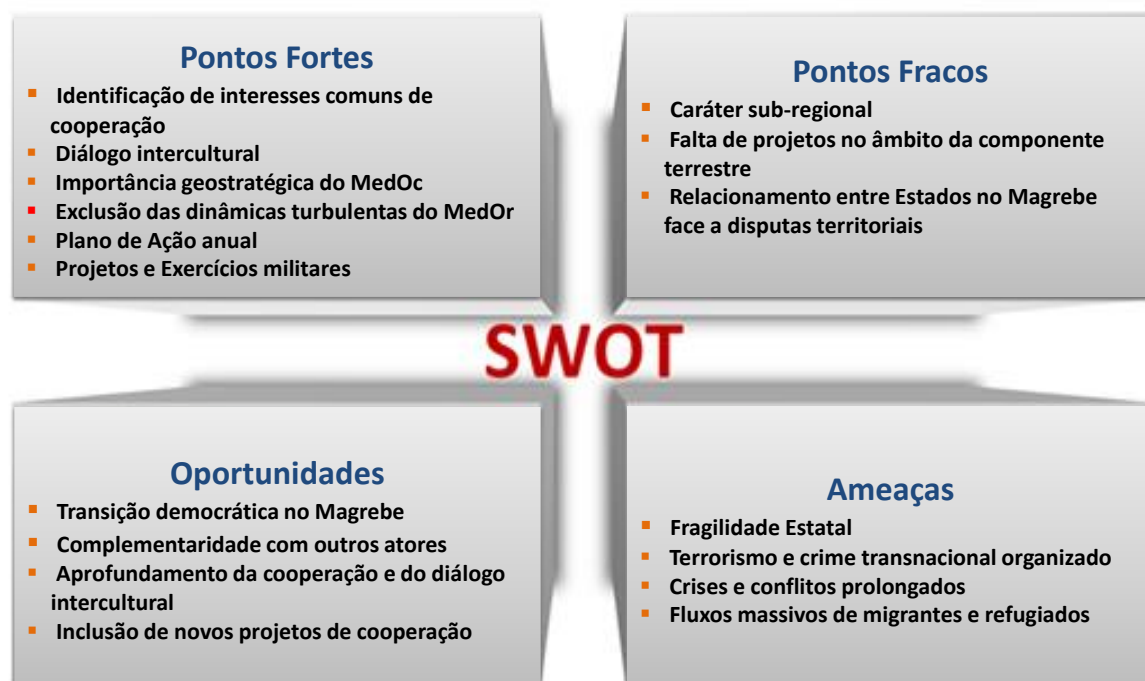 Pontos Fortes
▪ Identificação de interesses comuns de
cooperação
▪ Diálogo intercultural
▪ Importância geostratégica do MedOc
▪ Exclusão das dinâmicas turbulentas do MedOr
▪ Plano de Ação anual
▪ Projetos e Exercícios militares
Pontos Fracos
▪ Caráter sub-regional
▪ Falta de projetos no âmbito da componente
terrestre
▪ Relacionamento entre Estados no Magrebe
face a disputas territoriais
SWOT
Oportunidades
▪ Transição democrática no Magrebe
▪ Complementaridade com outros atores
▪ Aprofundamento da cooperação e do diálogo
intercultural
▪ Inclusão de novos projetos de cooperação
Ameaças
▪ Fragilidade Estatal
▪ Terrorismo e crime transnacional organizado
▪ Crises e conflitos prolongados
▪ Fluxos massivos de migrantes e refugiados